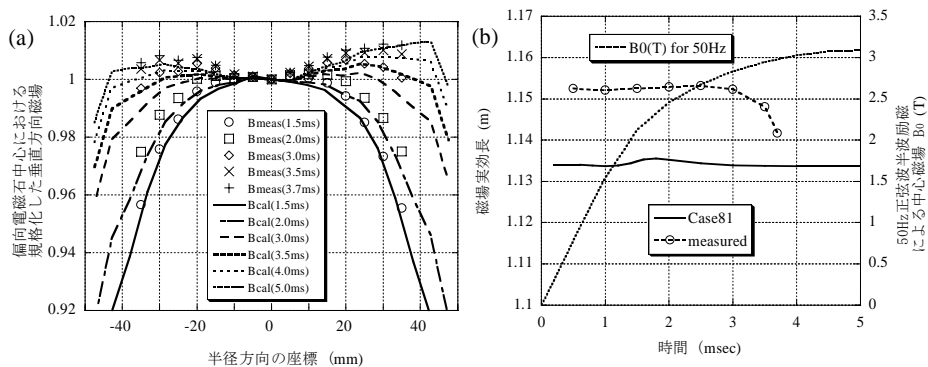 (a)
偏向電磁石中心における
規格化した垂直方向磁場
1.02
1
0.98
0.96
0.94
0.92
Bmeas(1.5ms)
Bmeas(2.0ms)
Bmeas(3.0ms)
Bmeas(3.5ms)
Bmeas(3.7ms)
Bcal(1.5ms)
Bcal(2.0ms)
Bcal(3.0ms)
Bcal(3.5ms)
Bcal(4.0ms)
Bcal(5.0ms)
-40 -20 0 20 40
半径方向の座標 (mm)
(b)
磁場実効長 (m)
1.17
1.16
1.15
1.14
1.13
1.12
1.11
1.1
B0(T) for 50Hz
Case81
measured
3.5
3
2.5
2
1.5
1
0.5
0
50Hz正弦波半波励磁
による中心磁場 B0 (T)
0 1 2 3 4 5
時間 (msec)